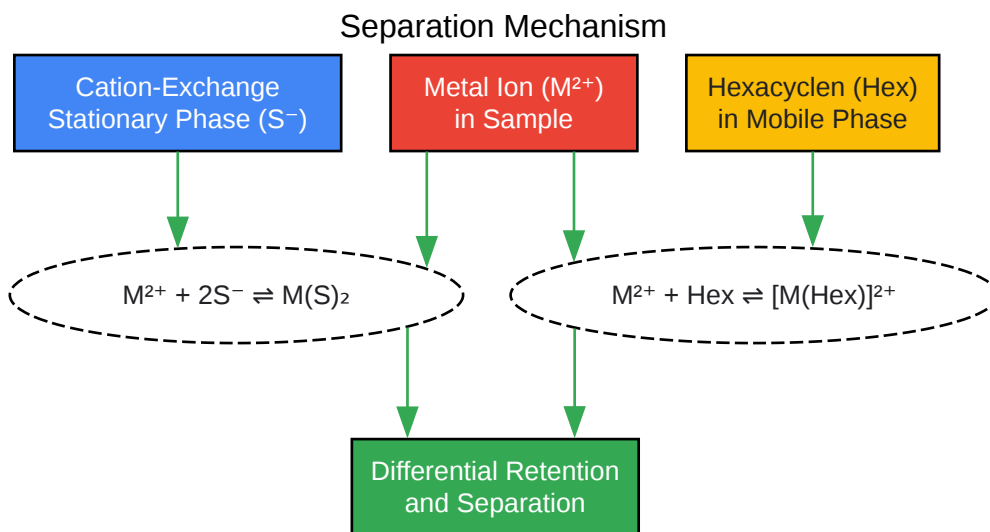 Separation Mechanism
Cation-Exchange
Stationary Phase (S⁻)
Metal Ion (M²⁺)
in Sample
Hexacyclen (Hex)
in Mobile Phase
M²⁺ + 2S⁻ ⇌ M(S)₂
M²⁺ + Hex ⇌ [M(Hex)]²⁺
Differential Retention
and Separation